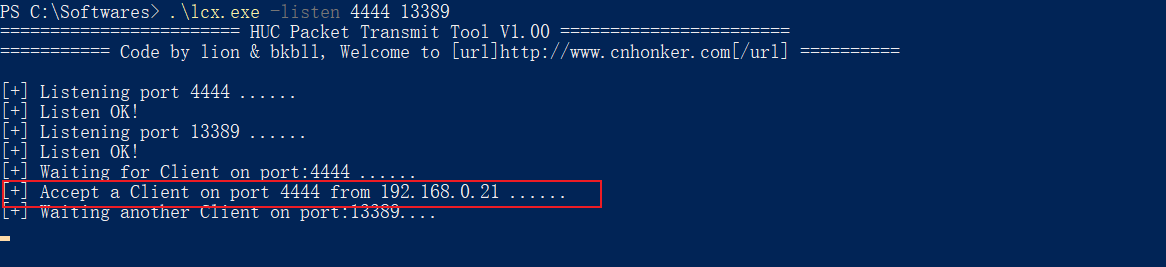 PS C:\Softwares> .\lcx.exe -listen 4444 13389
======================== HUC Packet Transmit Tool V1.00 =======================
=========== Code by lion & bkbll, Welcome to [url]http://www.cnhonker.com[/url] ==========
[+] Listening port 4444 ......
[+] Listen OK!
[+] Listening port 13389 ......
[+] Listen OK!
[+] Waiting for Client on port:4444 ......
[+] Accept a Client on port 4444 from 192.168.0.21 ......
[+] Waiting another Client on port:13389....